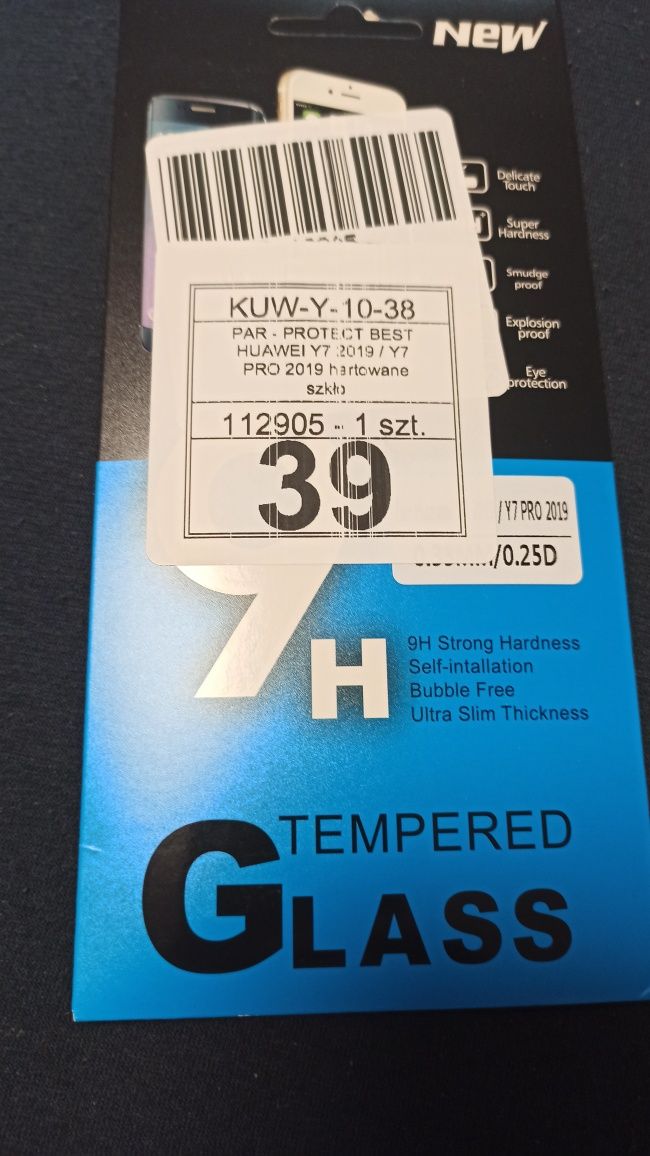 New
Delicate
Touch
Super
Hardness
Smudge
proof
Explosion
proof
Eye
protection
KUW-Y-10-38
PAR - PROTECT BEST
HUAWEI Y7 2019 / Y7
PRO 2019 hartowane
szkło
112905 - 1 szt.
39
/ Y7 PRO 2019
/0.25D
9H
9H Strong Hardness
Self-intallation
Bubble Free
Ultra Slim Thickness
TEMPERED
GLASS